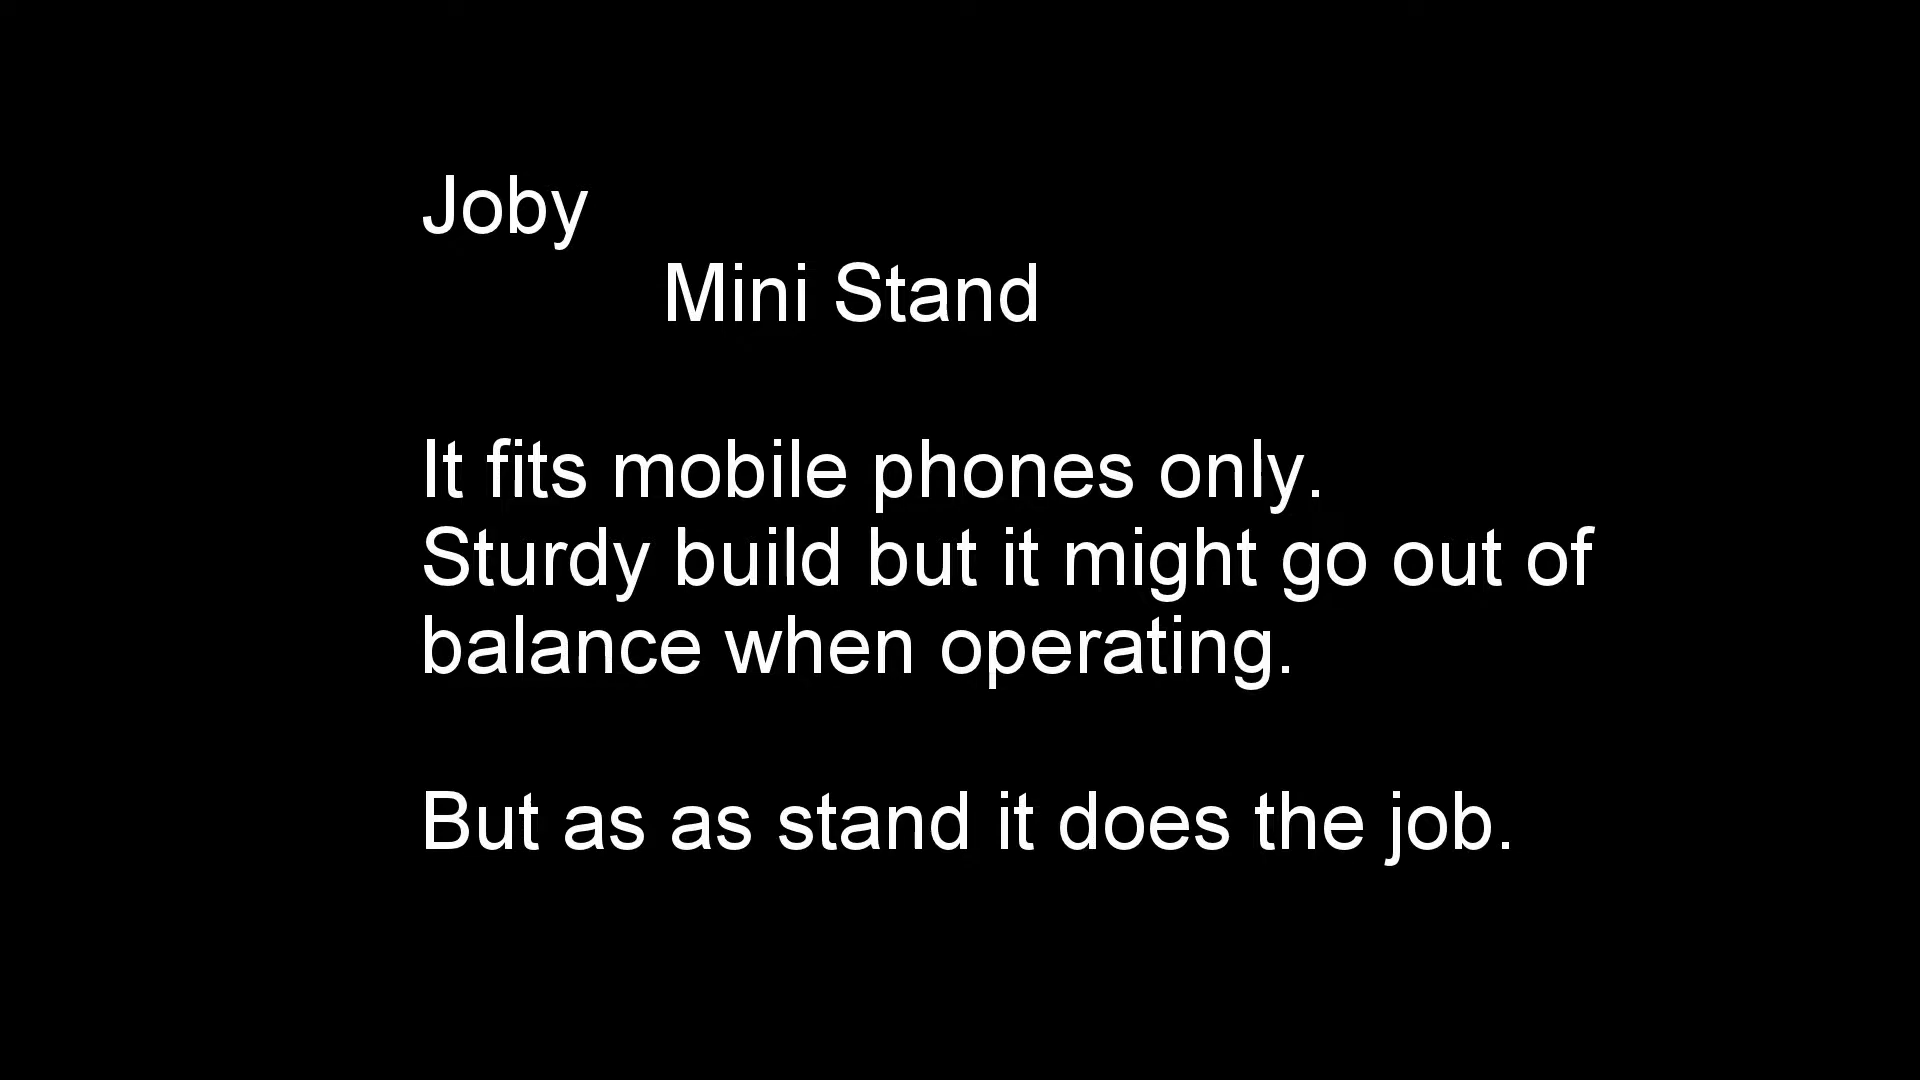 Joby
Mini Stand
It fits mobile phones only.
Sturdy build but it might go out of
balance when operating.
But as as stand it does the job.